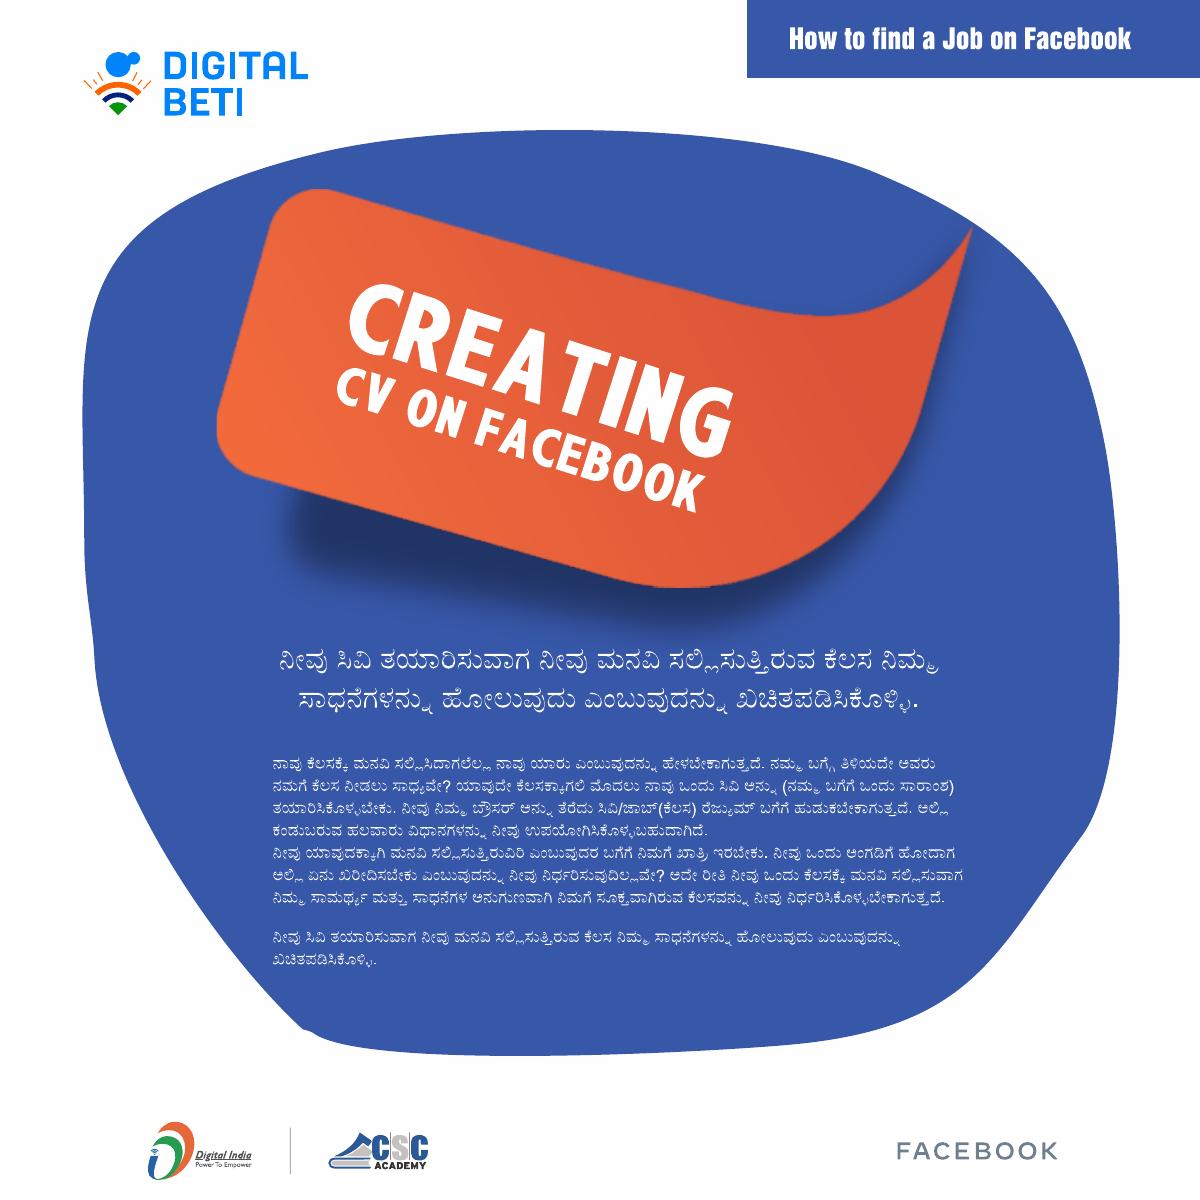 How to find a Job on Facebook
DIGITAL
BETI
CREATING
CV ON FACEBOOK
ನೀವು ಸಿವಿ ತಯಾರಿಸುವಾಗ ನೀವು ಮನವಿ ಸಲ್ಲಿಸುತ್ತಿರುವ ಕೆಲಸ ನಿಮ್ಮ
ಸಾಧನೆಗಳನ್ನು ಹೋಲುವುದು ಎಂಬುವುದನ್ನು ಖಚಿತಪಡಿಸಿಕೊಳ್ಳಿ.
ನಾವು ಕೆಲಸಕ್ಕೆ ಮನವಿ ಸಲ್ಲಿಸಿದಾಗಲೆಲ್ಲ ನಾವು ಯಾರು ಎಂಬುವುದನ್ನು ಹೇಳಬೇಕಾಗುತ್ತದೆ. ನಮ್ಮ ಬಗ್ಗೆ ತಿಳಿಯದೇ ಅವರು
ನಮಗೆ ಕೆಲಸ ನೀಡಲು ಸಾಧ್ಯವೇ? ಯಾವುದೇ ಕೆಲಸಕ್ಕಾಗಲಿ ಮೊದಲು ನಾವು ಒಂದು ಸಿವಿ ಅನ್ನು (ನಮ್ಮ ಬಗೆಗೆ ಒಂದು ಸಾರಾಂಶ)
ತಯಾರಿಸಿಕೊಳ್ಳಬೇಕು. ನೀವು ನಿಮ್ಮ ಬ್ರೌಸರ್ ಅನ್ನು ತೆರೆದು ಸಿವಿ/ಜಾಬ್(ಕೆಲಸ) ರೆಜ್ಯುಮ್ ಬಗೆಗೆ ಹುಡುಕಬೇಕಾಗುತ್ತದೆ. ಅಲ್ಲಿ
ಕಂಡುಬರುವ ಹಲವಾರು ವಿಧಾನಗಳನ್ನು ನೀವು ಉಪಯೋಗಿಸಿಕೊಳ್ಳಬಹುದಾಗಿದೆ.
ನೀವು ಯಾವುದಕ್ಕಾಗಿ ಮನವಿ ಸಲ್ಲಿಸುತ್ತಿರುವಿರಿ ಎಂಬುವುದರ ಬಗೆಗೆ ನಿಮಗೆ ಖಾತ್ರಿ ಇರಬೇಕು. ನೀವು ಒಂದು ಅಂಗಡಿಗೆ ಹೋದಾಗ
ಅಲ್ಲಿ ಏನು ಖರೀದಿಸಬೇಕು ಎಂಬುವುದನ್ನು ನೀವು ನಿರ್ಧರಿಸುವುದಿಲ್ಲವೇ? ಅದೇ ರೀತಿ ನೀವು ಒಂದು ಕೆಲಸಕ್ಕೆ ಮನವಿ ಸಲ್ಲಿಸುವಾಗ
ನಿಮ್ಮ ಸಾಮರ್ಥ್ಯ ಮತ್ತು ಸಾಧನೆಗಳ ಅನುಗುಣವಾಗಿ ನಿಮಗೆ ಸೂಕ್ತವಾಗಿರುವ ಕೆಲಸವನ್ನು ನೀವು ನಿರ್ಧರಿಸಿಕೊಳ್ಳಬೇಕಾಗುತ್ತದೆ.
ನೀವು ಸಿವಿ ತಯಾರಿಸುವಾಗ ನೀವು ಮನವಿ ಸಲ್ಲಿಸುತ್ತಿರುವ ಕೆಲಸ ನಿಮ್ಮ ಸಾಧನೆಗಳನ್ನು ಹೋಲುವುದು ಎಂಬುವುದನ್ನು
ಖಚಿತಪಡಿಸಿಕೊಳ್ಳಿ.
Digital India
Power To Empower
CSC
ACADEMY
FACEBOOK